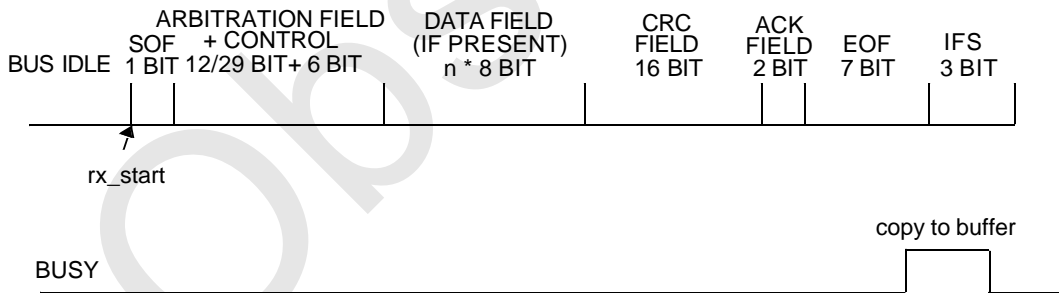 ARBITRATION FIELD DATA FIELD CRC ACK
SOF + CONTROL (IF PRESENT) FIELD FIELD EOF IFS
BUS IDLE 1 BIT 12/29 BIT+ 6 BIT n * 8 BIT 16 BIT 2 BIT 7 BIT 3 BIT
rx_start
copy to buffer
BUSY